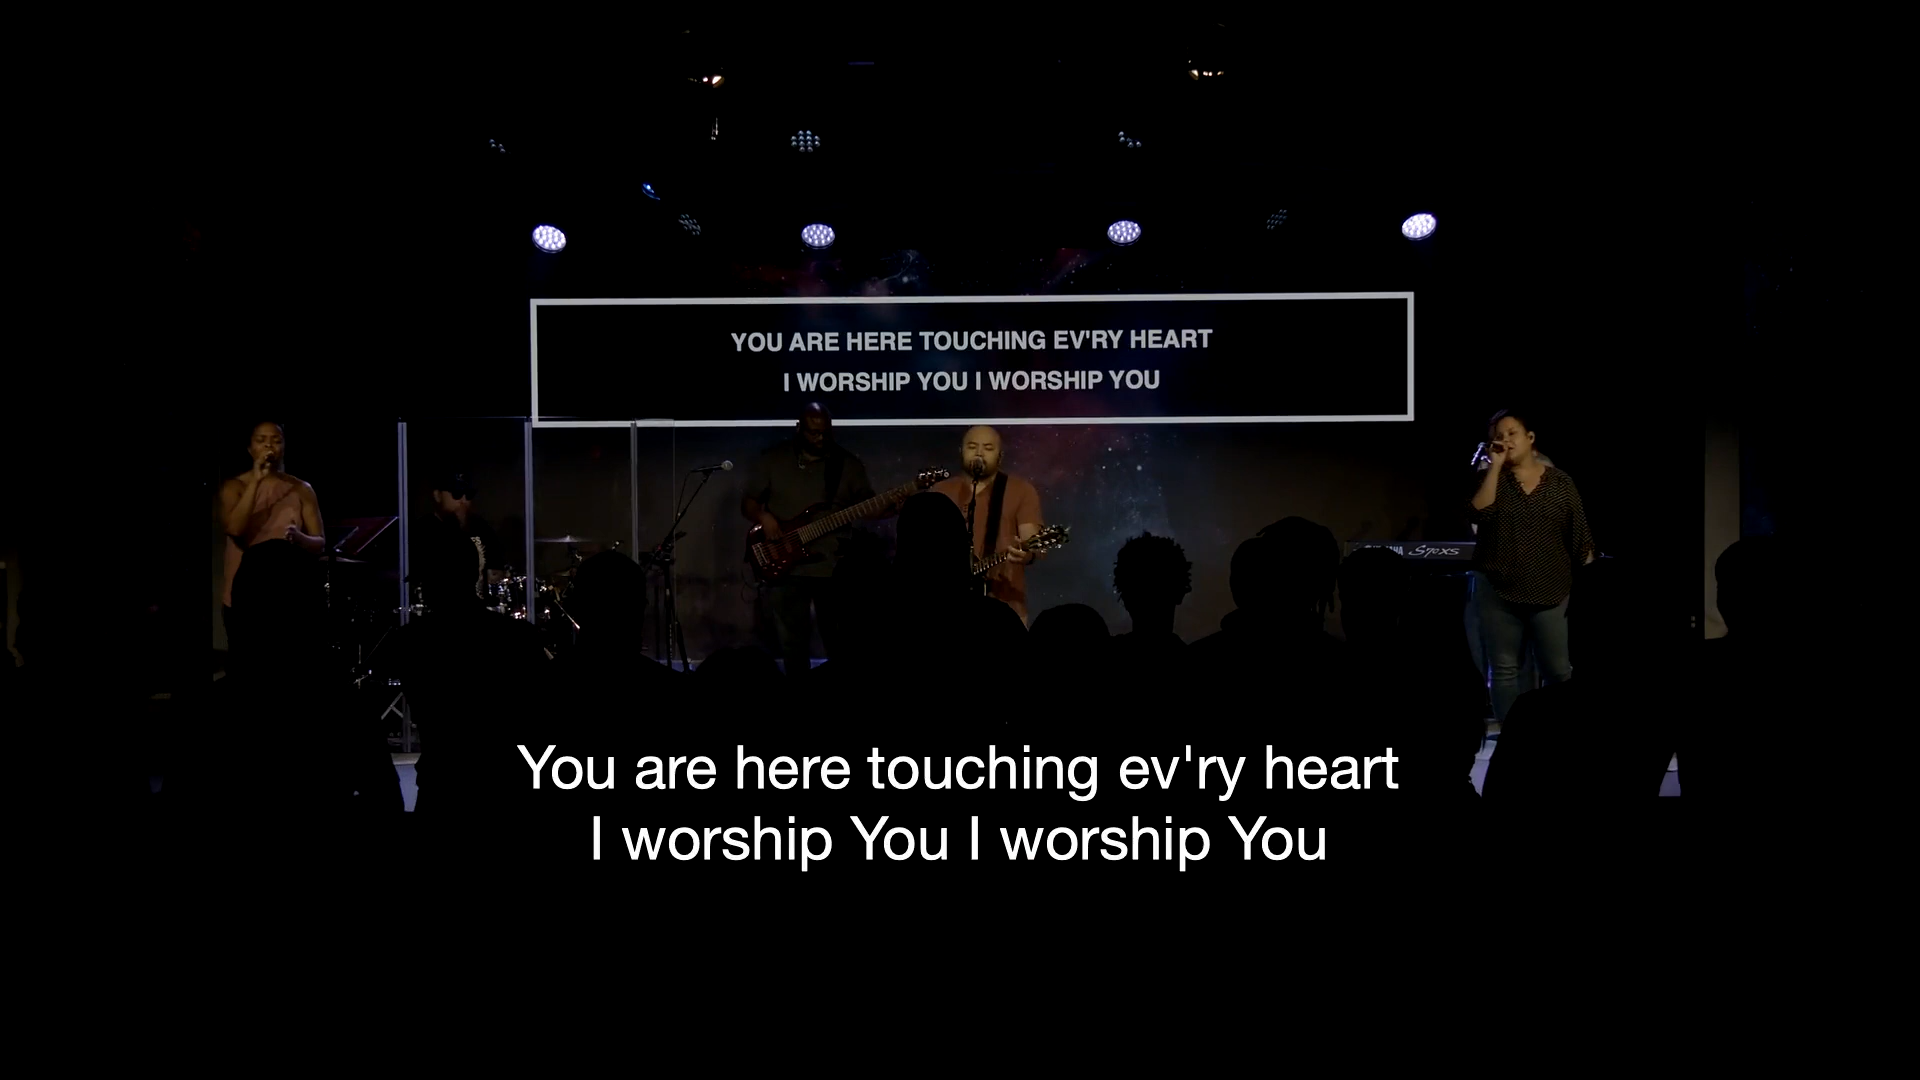 YOU ARE HERE TOUCHING EV'RY HEART
I WORSHIP YOU I WORSHIP YOU
S70XS
You are here touching ev'ry heart
I worship You I worship You